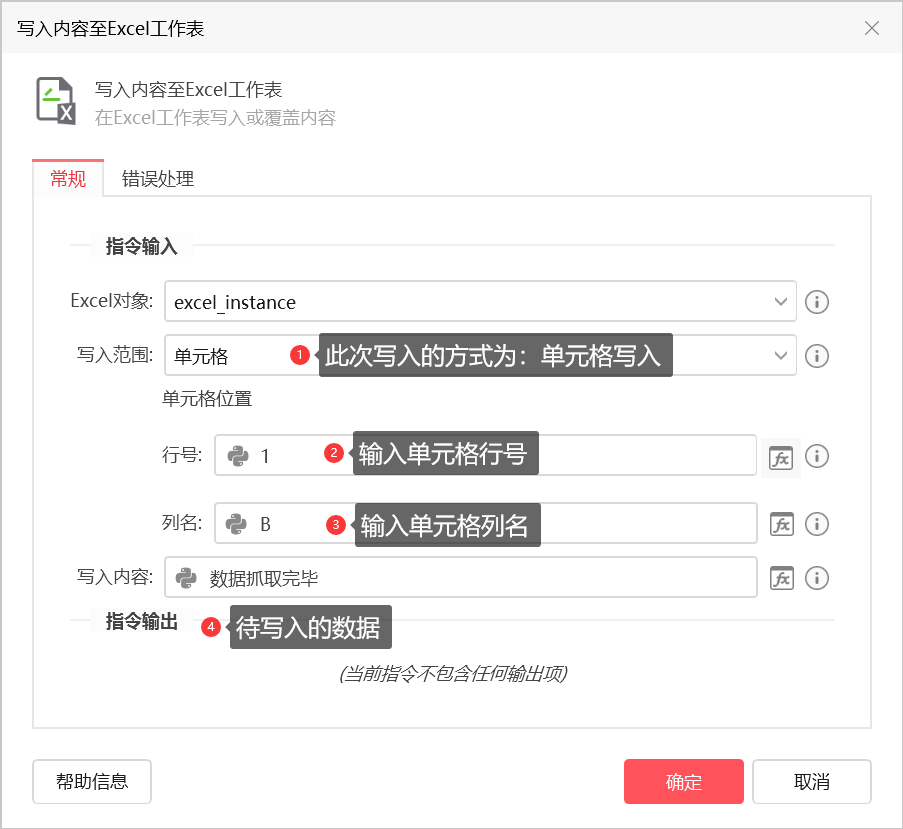 写入内容至Excel工作表
写入内容至Excel工作表
在Excel工作表写入或覆盖内容
常规 错误处理
指令输入
Excel对象: excel_instance
写入范围: 单元格 1 此次写入的方式为：单元格写入
单元格位置
行号: 1 2 输入单元格行号 fx
列名: B 3 输入单元格列名 fx
写入内容: 数据抓取完毕 fx
指令输出 4 待写入的数据
(当前指令不包含任何输出项)
帮助信息 确定 取消